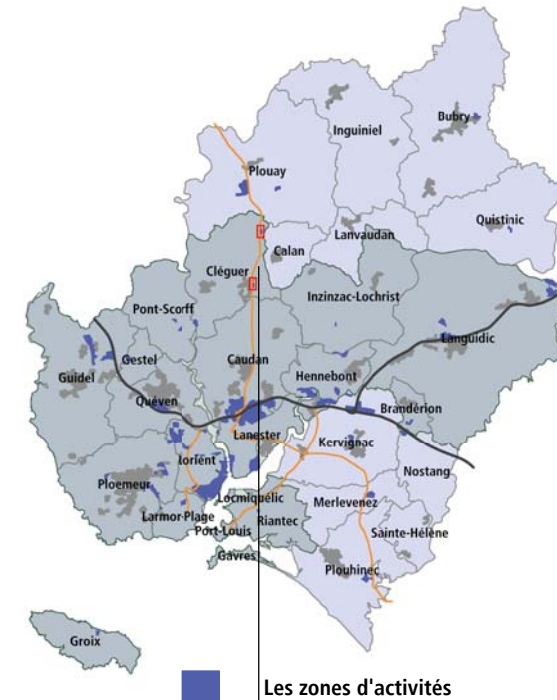 Bubry
Inguiniel
Plouay
Quistinic
Lanvaudan
Calan
Cléguer
Inzinzac-Lochrist
Pont-Scorff
Languidic
Gestel
Caudan
Guidel
Hennebont
Quéven
Brandérion
Lanester
Kervignac
Lorient
Nostang
Ploemeur
Locmiquélic
Merlevenez
Larmor-Plage
Riantec
Port-Louis
Sainte-Hélène
Gâvres
Plouhinec
Groix
Les zones d'activités